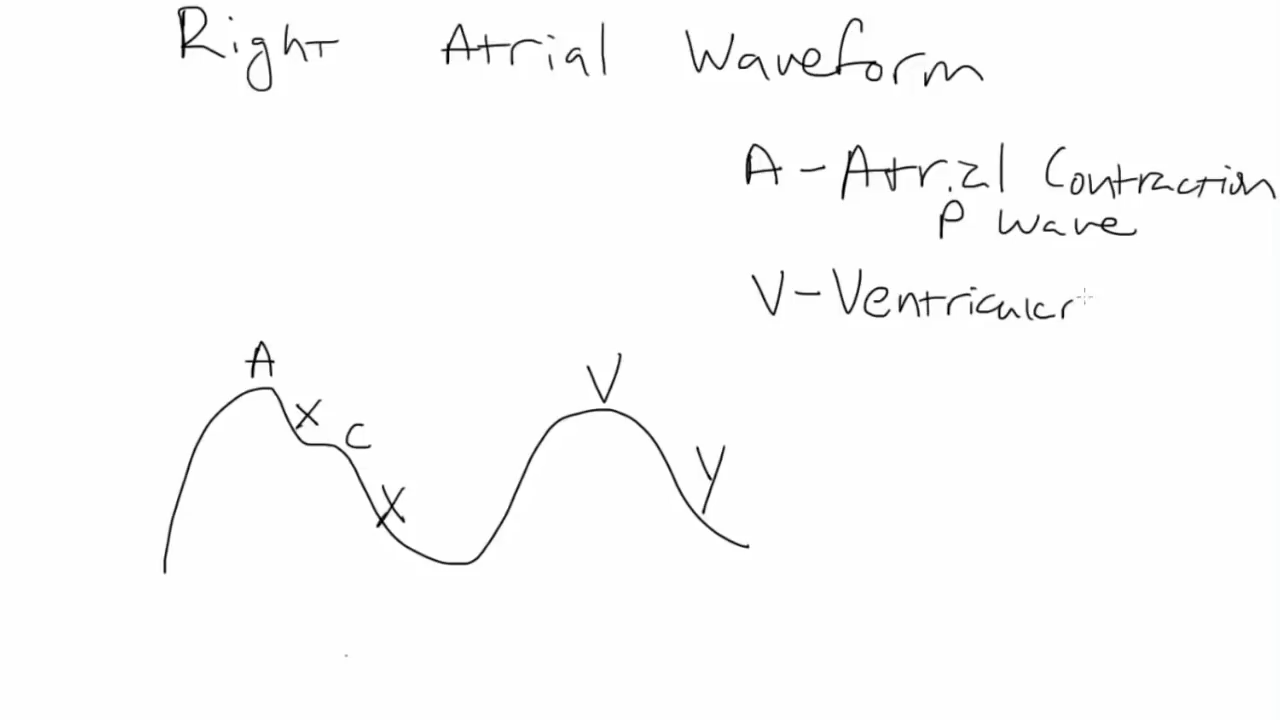 Right Atrial Waveform
A - Atrial Contraction
P wave
V - Ventricular
A
V
X
C
Y
X